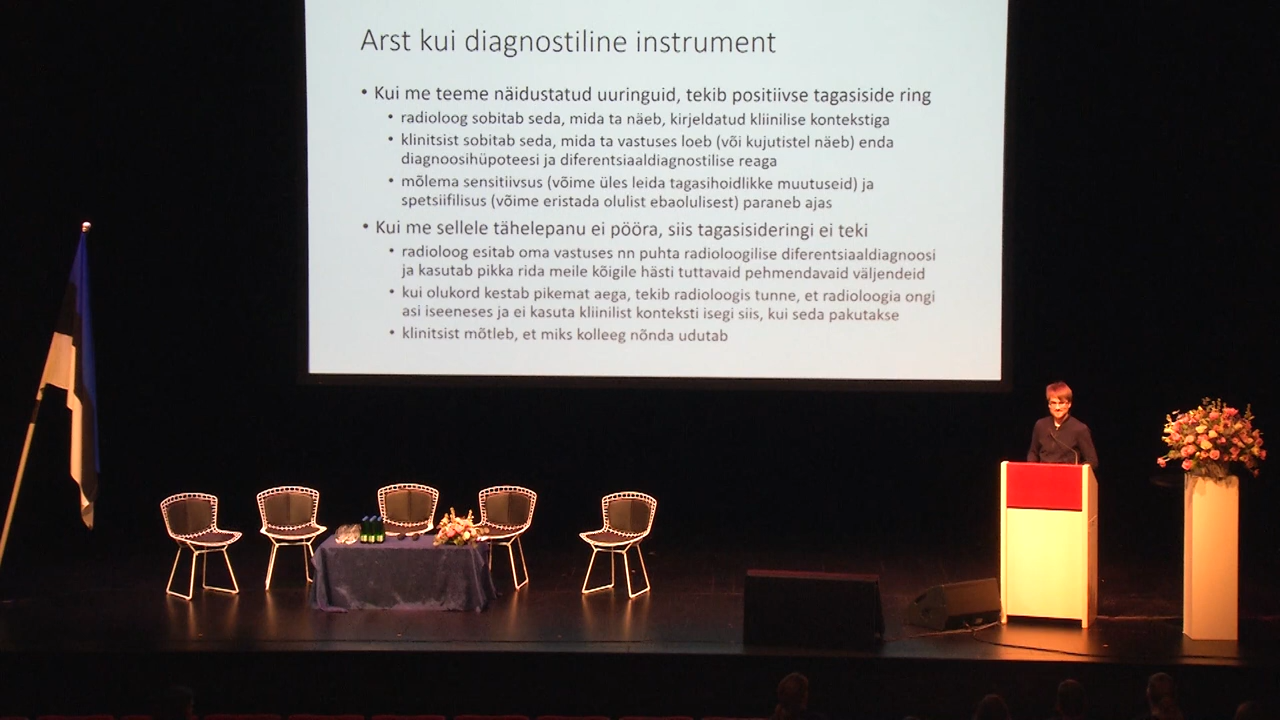 Arst kui diagnostiline instrument
• Kui me teeme näidustatud uuringuid, tekib positiivse tagasiside ring
• radioloog sobitab seda, mida ta näeb, kirjeldatud kliinilise kontekstiga
• klinitsist sobitab seda, mida ta vastuses loeb (või kujutistel näeb) enda
diagnoosihüpoteesi ja diferentsiaaldiagnostilise reaga
• mõlema sensitiivsus (võime üles leida tagasihoidlikke muutuseid) ja
spetsiifilisus (võime eristada olulist ebaolulisest) paraneb ajas
• Kui me sellele tähelepanu ei pööra, siis tagasisideringi ei teki
• radioloog esitab oma vastuses nn puhta radioloogilise diferentsiaaldiagnoosi
ja kasutab pikka rida meile kõigile hästi tuttavaid pehmendavaid väljendeid
• kui olukord kestab pikemat aega, tekib radioloogis tunne, et radioloogia ongi
asi iseeneses ja ei kasuta kliinilist konteksti isegi siis, kui seda pakutakse
• klinitsist mõtleb, et miks kolleeg nõnda udutab